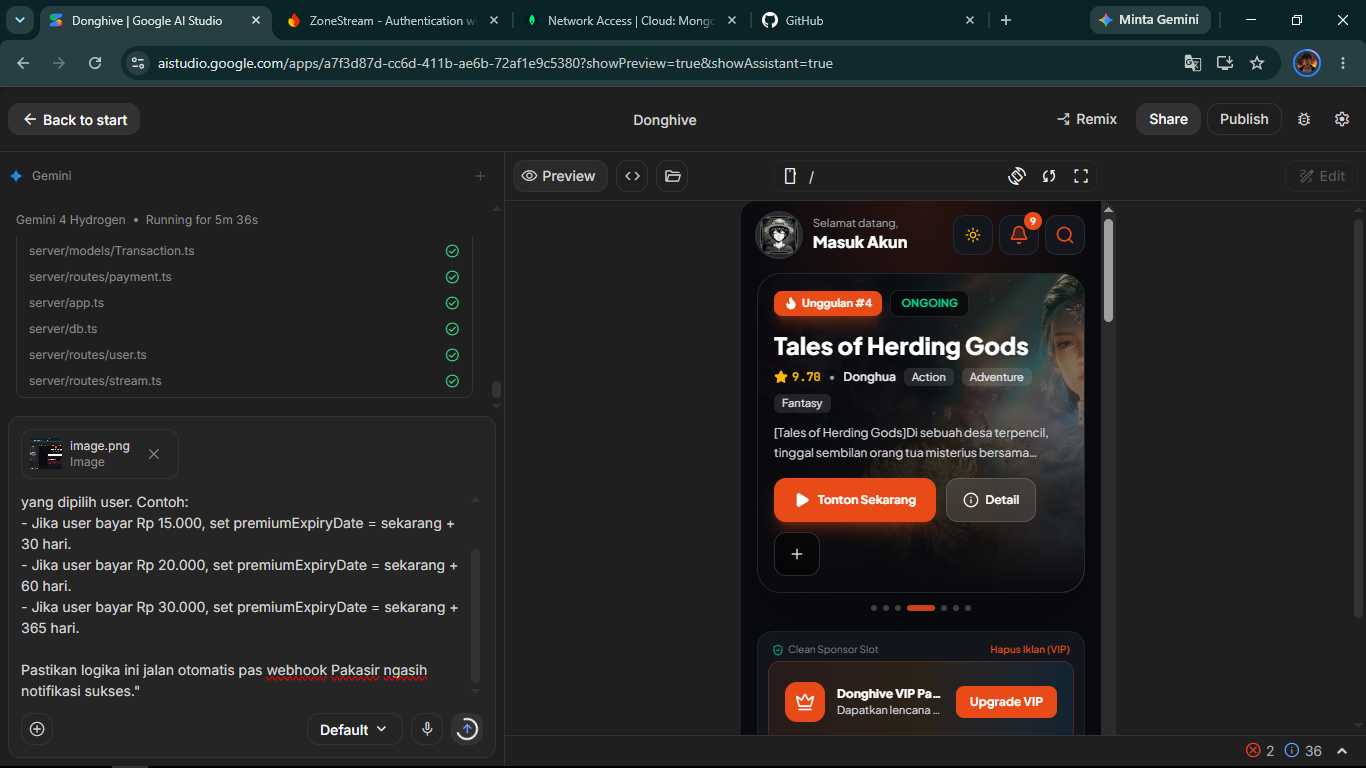 Donghive | Google AI Studio
ZoneStream - Authentication w
Network Access | Cloud: Mong
GitHub
Minta Gemini
aistudio.google.com/apps/a7f3d87d-cc6d-411b-ae6b-72af1e9c5380?showPreview=true&showAssistant=true
Back to start
Donghive
Remix
Share
Publish
Gemini
Preview
/
Edit
Gemini 4 Hydrogen • Running for 5m 36s
server/models/Transaction.ts
server/routes/payment.ts
server/app.ts
server/db.ts
server/routes/user.ts
server/routes/stream.ts
image.png
Image
yang dipilih user. Contoh:
- Jika user bayar Rp 15.000, set premiumExpiryDate = sekarang +
30 hari.
- Jika user bayar Rp 20.000, set premiumExpiryDate = sekarang +
60 hari.
- Jika user bayar Rp 30.000, set premiumExpiryDate = sekarang +
365 hari.
Pastikan logika ini jalan otomatis pas webhook Pakasir ngasih
notifikasi sukses."
Default
Selamat datang,
Masuk Akun
9
Unggulan #4
ONGOING
Tales of Herding Gods
9.70 • Donghua Action Adventure
Fantasy
[Tales of Herding Gods]Di sebuah desa terpencil,
tinggal sembilan orang tua misterius bersama...
Tonton Sekarang
Detail
Clean Sponsor Slot
Hapus Iklan (VIP)
Donghive VIP Pa...
Dapatkan lencana ...
Upgrade VIP
2
36